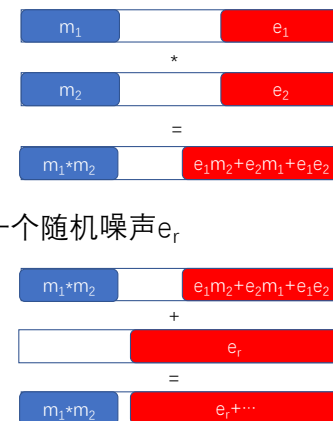 m₁ e₁
*
m₂ e₂
=
m₁*m₂ e₁m₂+e₂m₁+e₁e₂
一个随机噪声eᵣ
m₁*m₂ e₁m₂+e₂m₁+e₁e₂
+
eᵣ
=
m₁*m₂ eᵣ+···